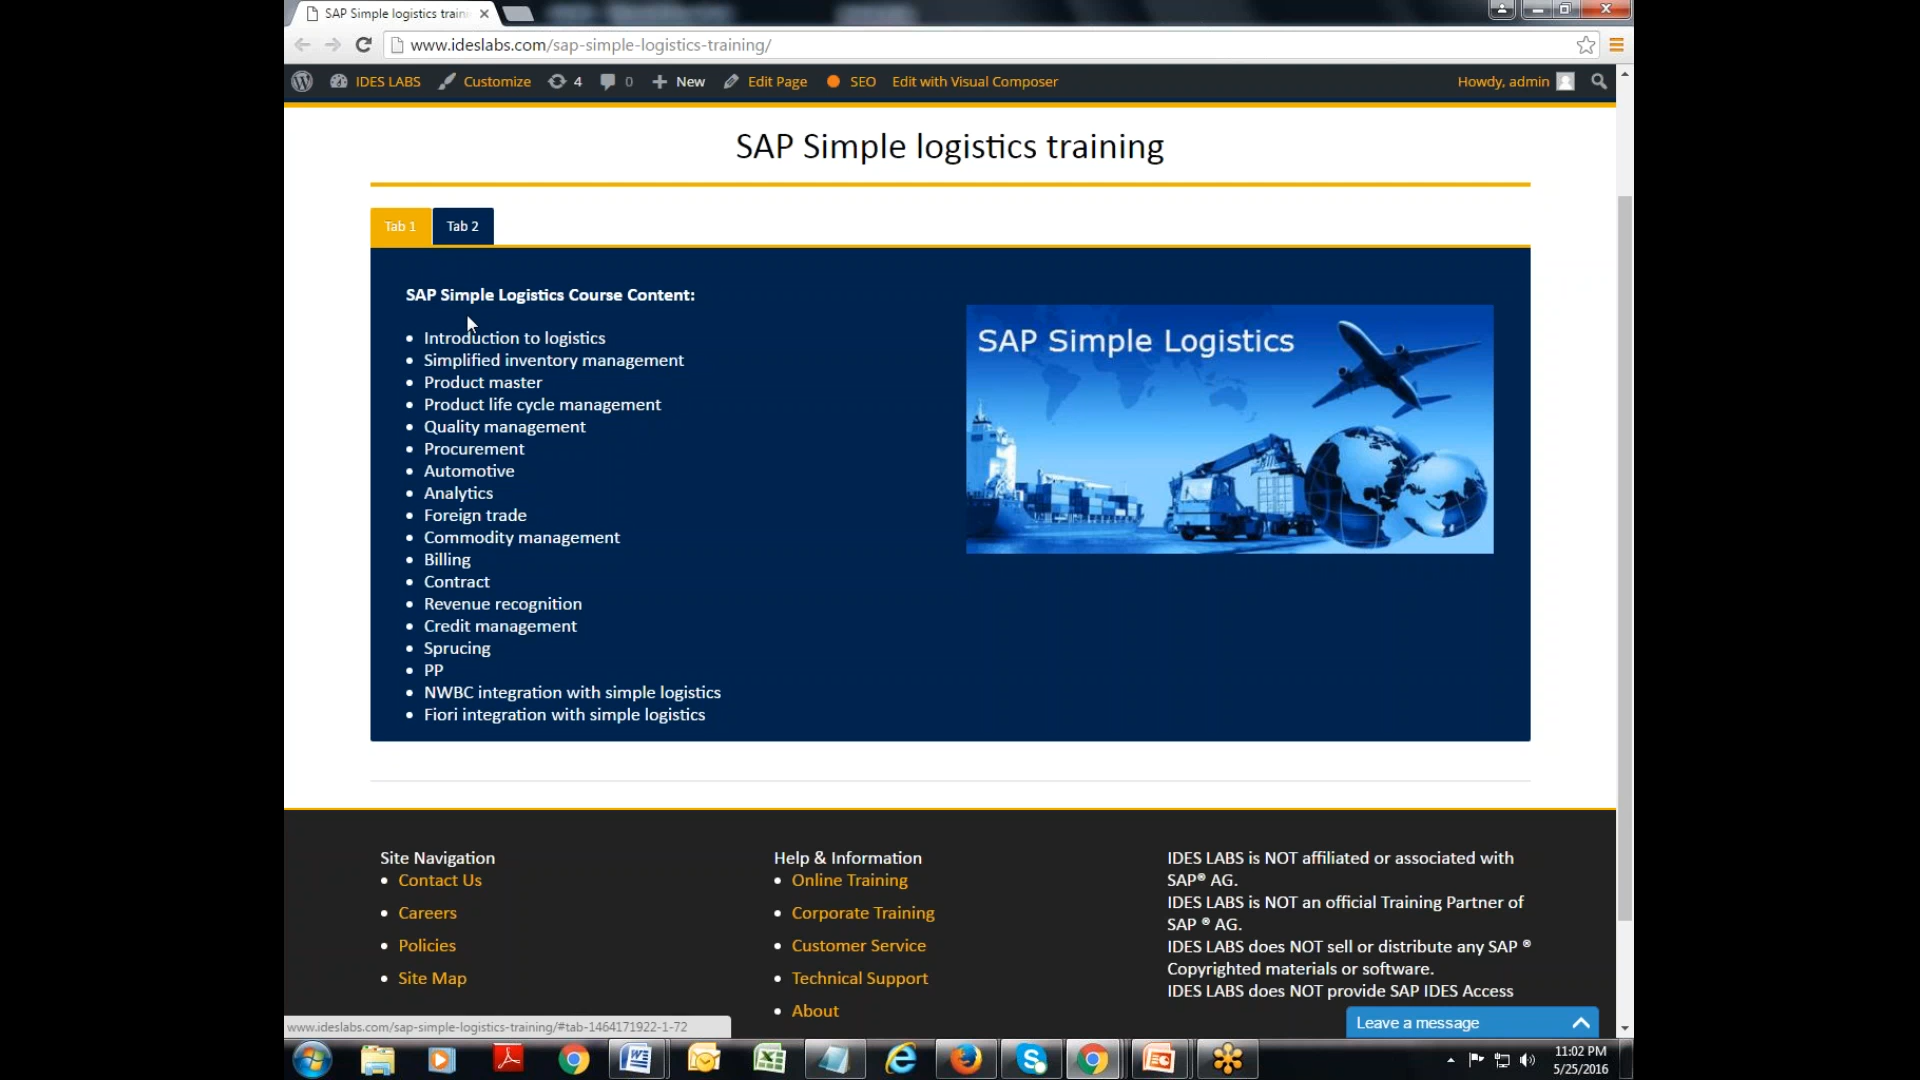 SAP Simple logistics train
www.ideslabs.com/sap-simple-logistics-training/
IDES LABS Customize 4 0 New Edit Page SEO Edit with Visual Composer Howdy, admin
SAP Simple logistics training
Tab 1 Tab 2
SAP Simple Logistics Course Content:
Introduction to logistics
Simplified inventory management
Product master
Product life cycle management
Quality management
Procurement
Automotive
Analytics
Foreign trade
Commodity management
Billing
Contract
Revenue recognition
Credit management
Sprucing
PP
NWBC integration with simple logistics
Fiori integration with simple logistics
SAP Simple Logistics
Site Navigation
Contact Us
Careers
Policies
Site Map
Help & Information
Online Training
Corporate Training
Customer Service
Technical Support
About
IDES LABS is NOT affiliated or associated with
SAP® AG.
IDES LABS is NOT an official Training Partner of
SAP ® AG.
IDES LABS does NOT sell or distribute any SAP ®
Copyrighted materials or software.
IDES LABS does NOT provide SAP IDES Access
Leave a message
www.ideslabs.com/sap-simple-logistics-training/#tab-1464171922-1-72
11:02 PM
5/25/2016